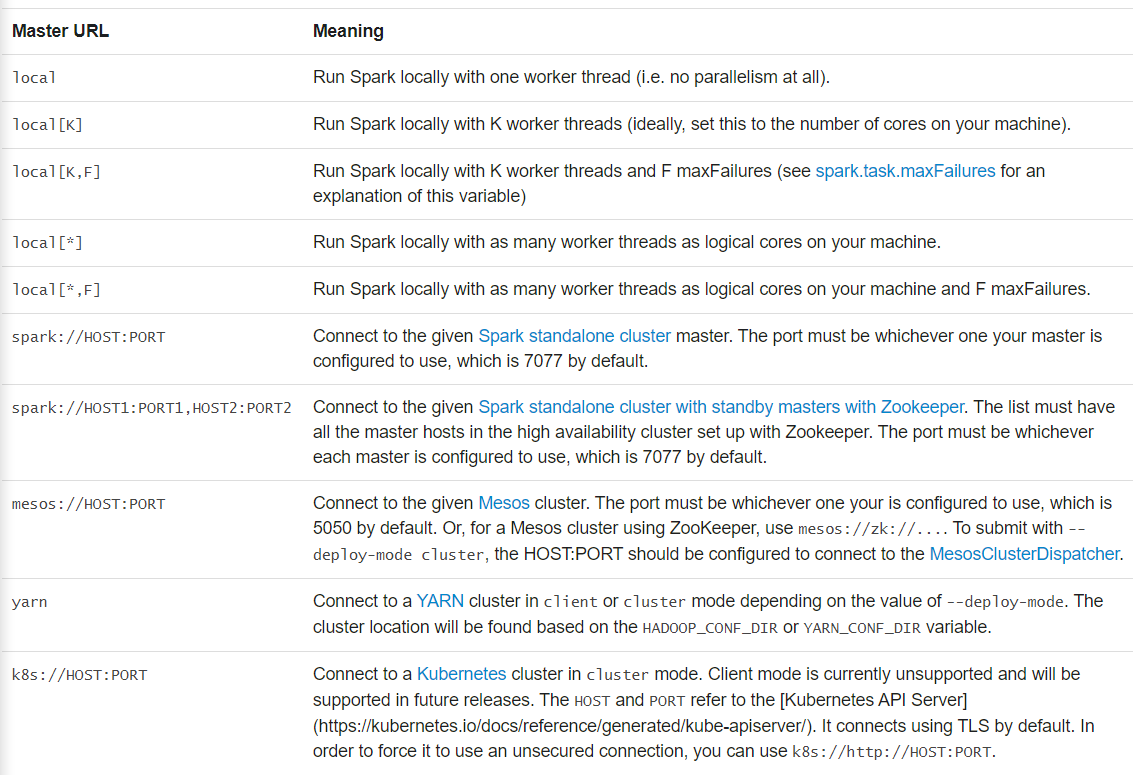 Master URL Meaning
local Run Spark locally with one worker thread (i.e. no parallelism at all).
local[K] Run Spark locally with K worker threads (ideally, set this to the number of cores on your machine).
local[K,F] Run Spark locally with K worker threads and F maxFailures (see spark.task.maxFailures for an
explanation of this variable)
local[*] Run Spark locally with as many worker threads as logical cores on your machine.
local[*,F] Run Spark locally with as many worker threads as logical cores on your machine and F maxFailures.
spark://HOST:PORT Connect to the given Spark standalone cluster master. The port must be whichever one your master is
configured to use, which is 7077 by default.
spark://HOST1:PORT1,HOST2:PORT2 Connect to the given Spark standalone cluster with standby masters with Zookeeper. The list must have
all the master hosts in the high availability cluster set up with Zookeeper. The port must be whichever
each master is configured to use, which is 7077 by default.
mesos://HOST:PORT Connect to the given Mesos cluster. The port must be whichever one your is configured to use, which is
5050 by default. Or, for a Mesos cluster using ZooKeeper, use mesos://zk://.... To submit with --
deploy-mode cluster, the HOST:PORT should be configured to connect to the MesosClusterDispatcher.
yarn Connect to a YARN cluster in client or cluster mode depending on the value of --deploy-mode. The
cluster location will be found based on the HADOOP_CONF_DIR or YARN_CONF_DIR variable.
k8s://HOST:PORT Connect to a Kubernetes cluster in cluster mode. Client mode is currently unsupported and will be
supported in future releases. The HOST and PORT refer to the [Kubernetes API Server]
(https://kubernetes.io/docs/reference/generated/kube-apiserver/). It connects using TLS by default. In
order to force it to use an unsecured connection, you can use k8s://http://HOST:PORT.